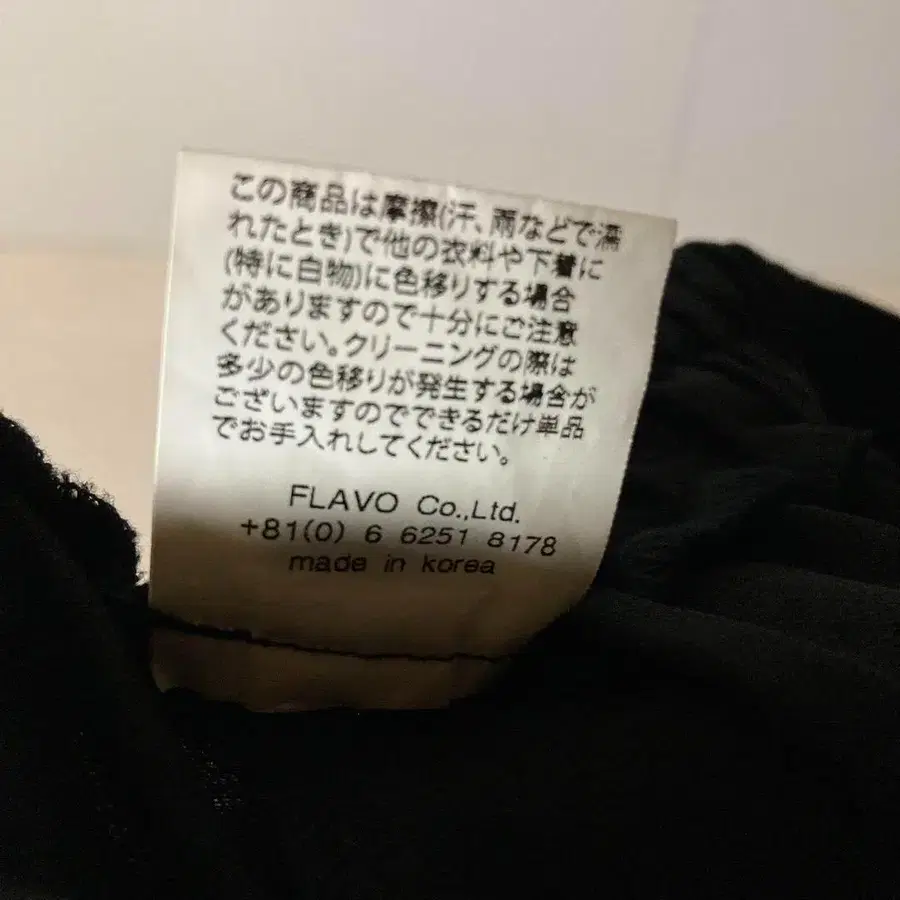 この商品は摩擦(汗、雨などで濡
れたとき)で他の衣料や下着に
(特に白物)に色移りする場合
がありますので十分にご注意
ください。クリーニングの際は
多少の色移りが発生する場合が
ございますのでできるだけ単品
でお手入れしてください。
FLAVO Co.,Ltd.
+81(0) 6 6251 8178
made in korea